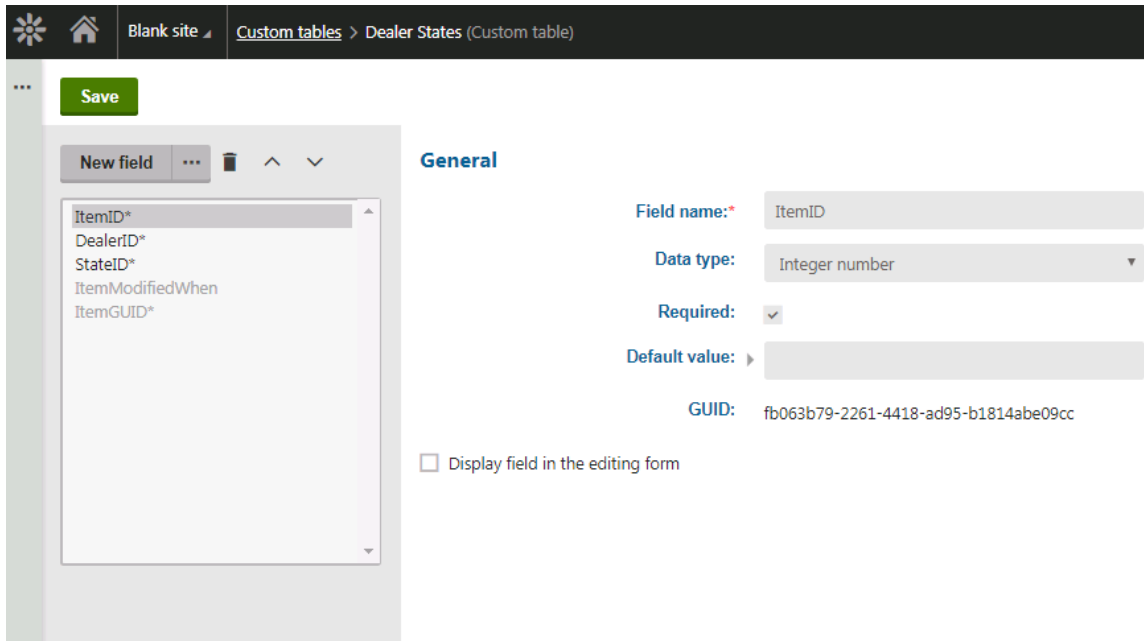 Blank site Custom tables > Dealer States (Custom table)
...
Save
New field ...
General
ItemID*
DealerID*
StateID*
ItemModifiedWhen
ItemGUID*
Field name:* ItemID
Data type: Integer number
Required:
Default value:
GUID: fb063b79-2261-4418-ad95-b1814abe09cc
Display field in the editing form